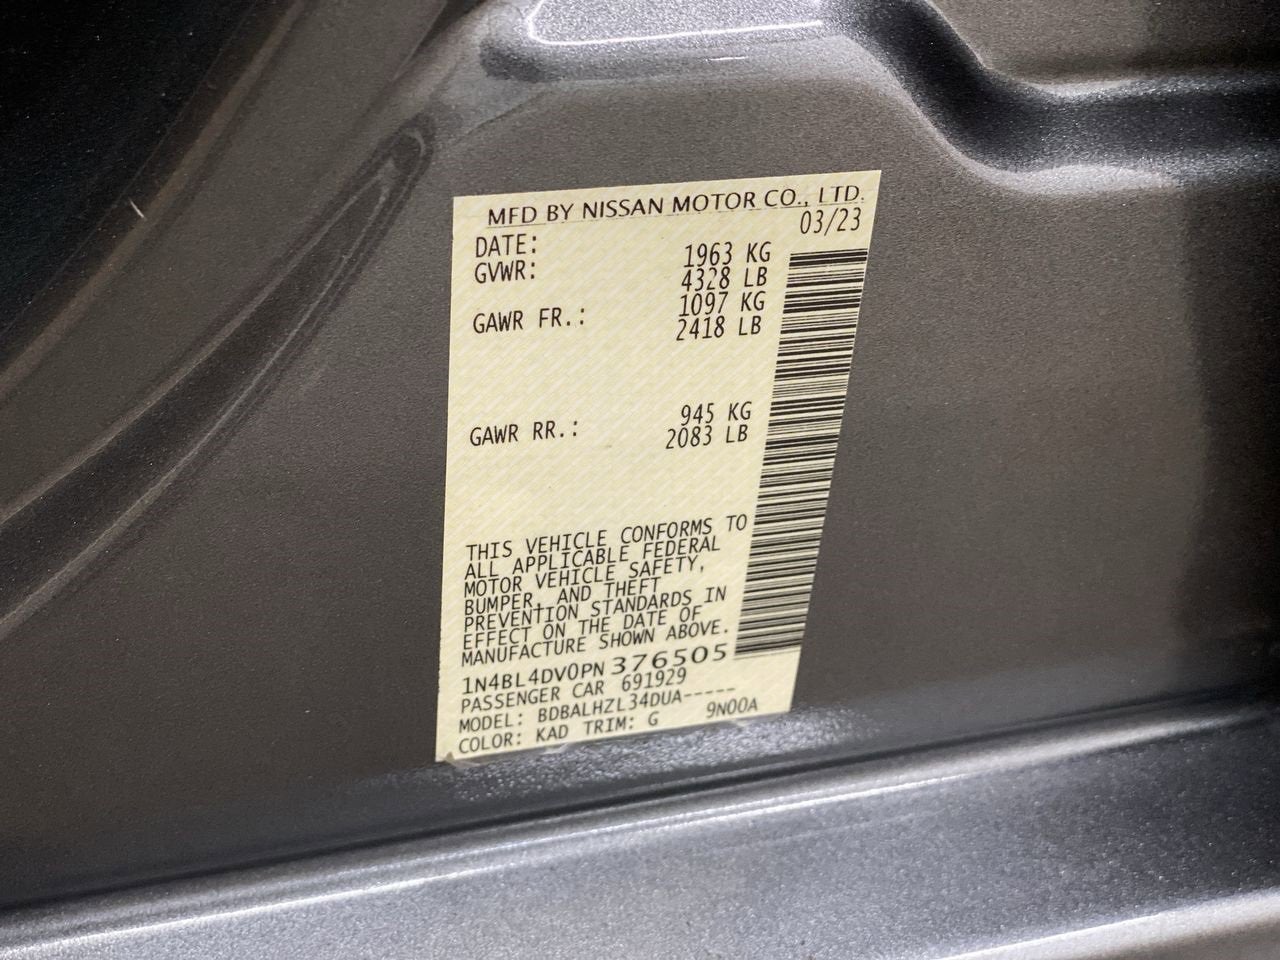 MFD BY NISSAN MOTOR CO., LTD.
DATE: 03/23
GVWR: 1963 KG
4328 LB
GAWR FR.: 1097 KG
2418 LB
GAWR RR.: 945 KG
2083 LB
THIS VEHICLE CONFORMS TO
ALL APPLICABLE FEDERAL
MOTOR VEHICLE SAFETY,
BUMPER, AND THEFT
PREVENTION STANDARDS IN
EFFECT ON THE DATE OF
MANUFACTURE SHOWN ABOVE.
1N4BL4DV0PN376505
PASSENGER CAR 691929
MODEL: BDBALHZL34DUA-----
COLOR: KAD TRIM: G 9N00A